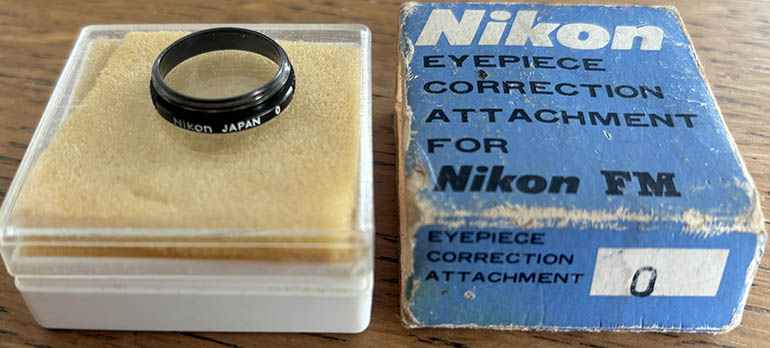 Nikon JAPAN 0
Nikon
EYEPIECE
CORRECTION
ATTACHMENT
FOR
Nikon FM
EYEPIECE
CORRECTION
ATTACHMENT 0